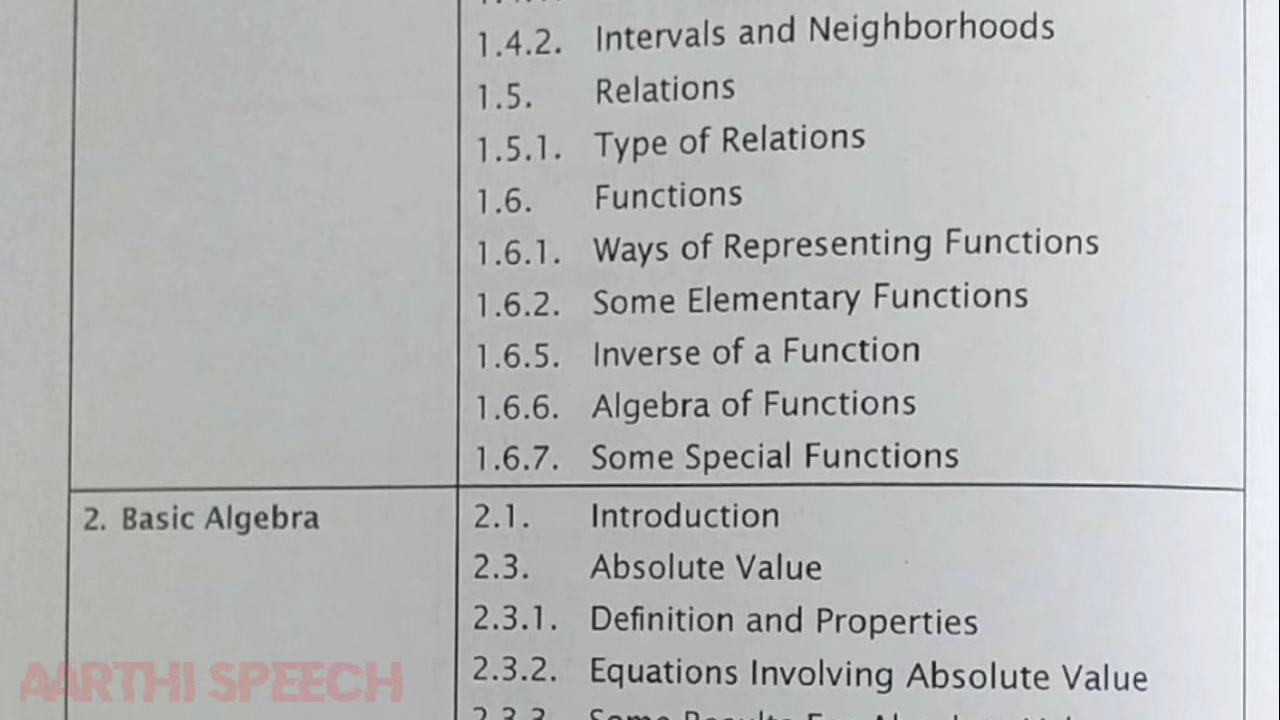 1.4.2. Intervals and Neighborhoods
1.5. Relations
1.5.1. Type of Relations
1.6. Functions
1.6.1. Ways of Representing Functions
1.6.2. Some Elementary Functions
1.6.5. Inverse of a Function
1.6.6. Algebra of Functions
1.6.7. Some Special Functions
2. Basic Algebra 2.1. Introduction
2.3. Absolute Value
2.3.1. Definition and Properties
2.3.2. Equations Involving Absolute Value
AARTHI SPEECH